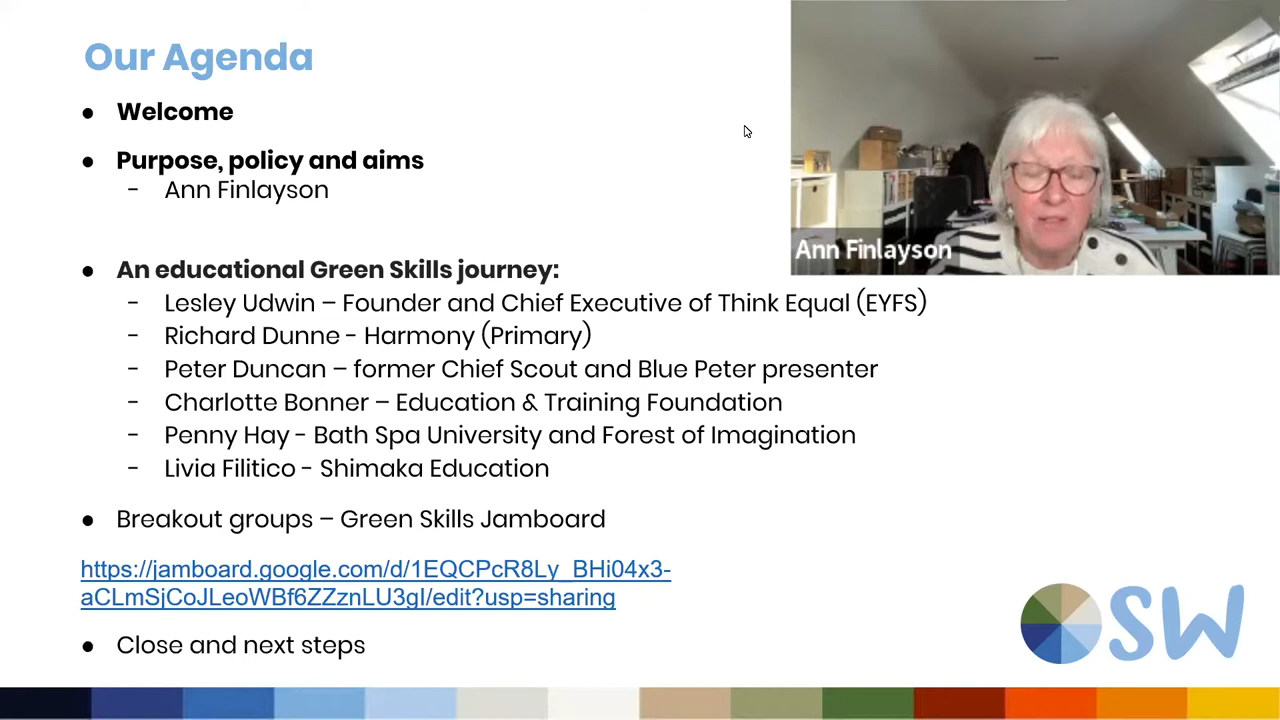 Our Agenda
● Welcome
● Purpose, policy and aims
- Ann Finlayson
Ann Finlayson
● An educational Green Skills journey:
- Lesley Udwin – Founder and Chief Executive of Think Equal (EYFS)
- Richard Dunne - Harmony (Primary)
- Peter Duncan – former Chief Scout and Blue Peter presenter
- Charlotte Bonner – Education & Training Foundation
- Penny Hay - Bath Spa University and Forest of Imagination
- Livia Filitico - Shimaka Education
● Breakout groups – Green Skills Jamboard
https://jamboard.google.com/d/1EQCPcR8Ly_BHi04x3-
aCLmSjCoJLeoWBf6ZZznLU3gI/edit?usp=sharing
● Close and next steps
SW